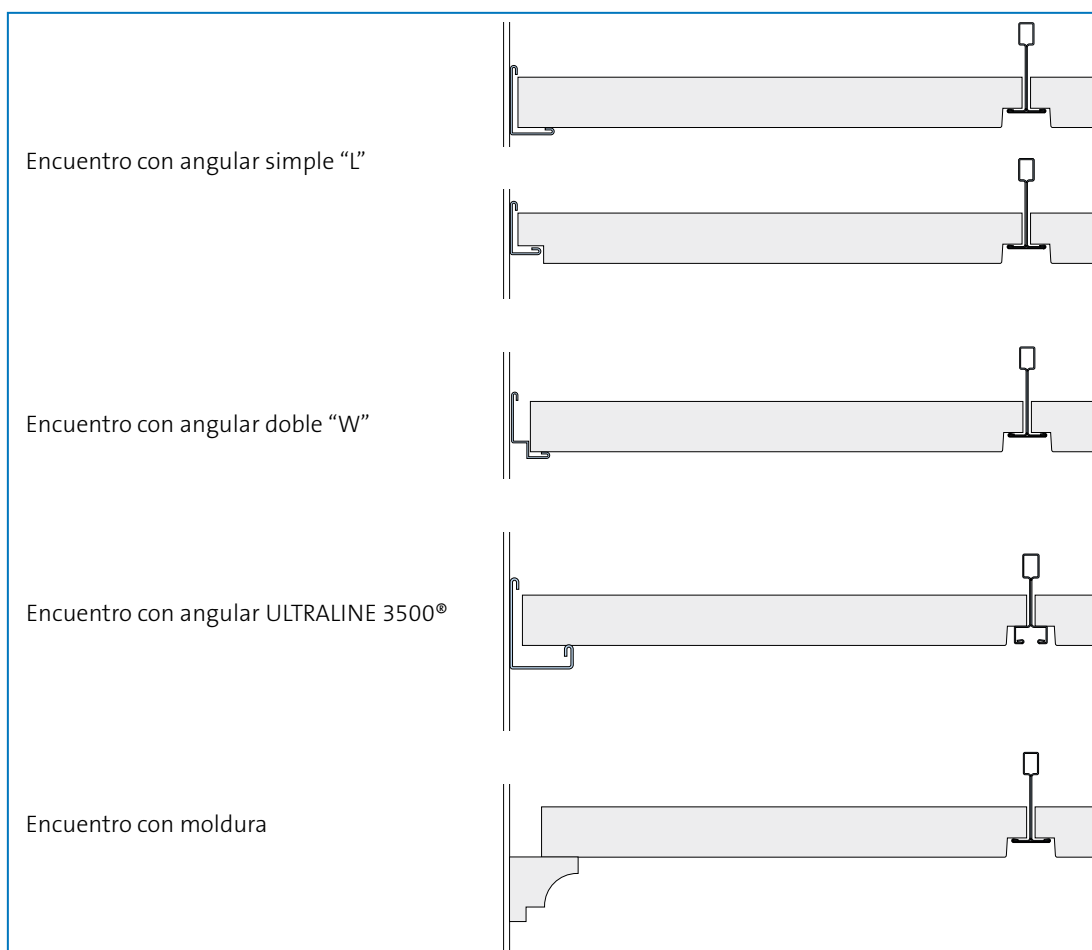 Encuentro con angular simple “L”
Encuentro con angular doble “W”
Encuentro con angular ULTRALINE 3500®
Encuentro con moldura